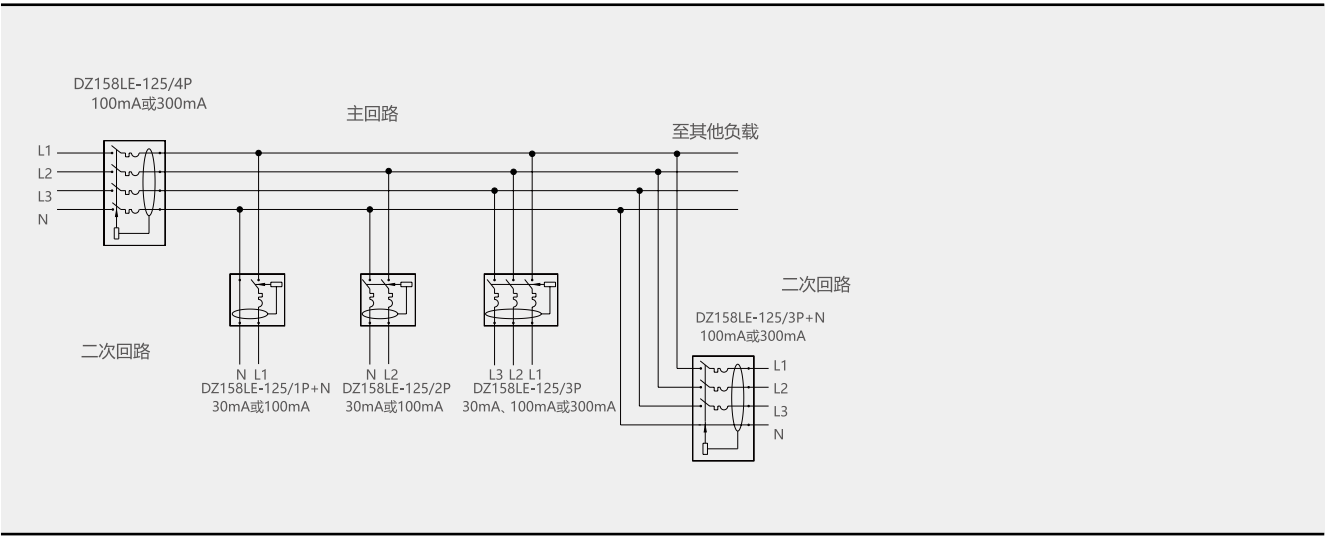 DZ158LE-125/4P
100mA或300mA
主回路
至其他负载
L1
L2
L3
N
二次回路
N L1
DZ158LE-125/1P+N
30mA或100mA
N L2
DZ158LE-125/2P
30mA或100mA
L3 L2 L1
DZ158LE-125/3P
30mA、100mA或300mA
二次回路
DZ158LE-125/3P+N
100mA或300mA
L1
L2
L3
N